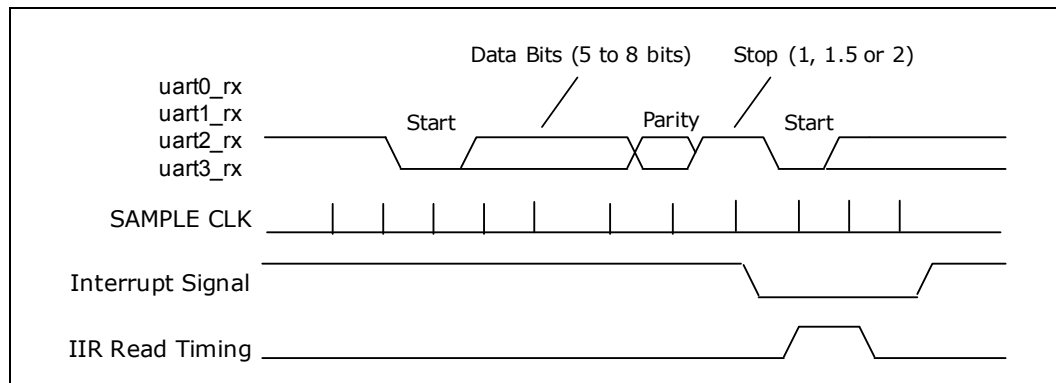 Data Bits (5 to 8 bits) Stop (1, 1.5 or 2)
uart0_rx
uart1_rx
Start Parity Start
uart2_rx
uart3_rx
SAMPLE CLK
Interrupt Signal
IIR Read Timing